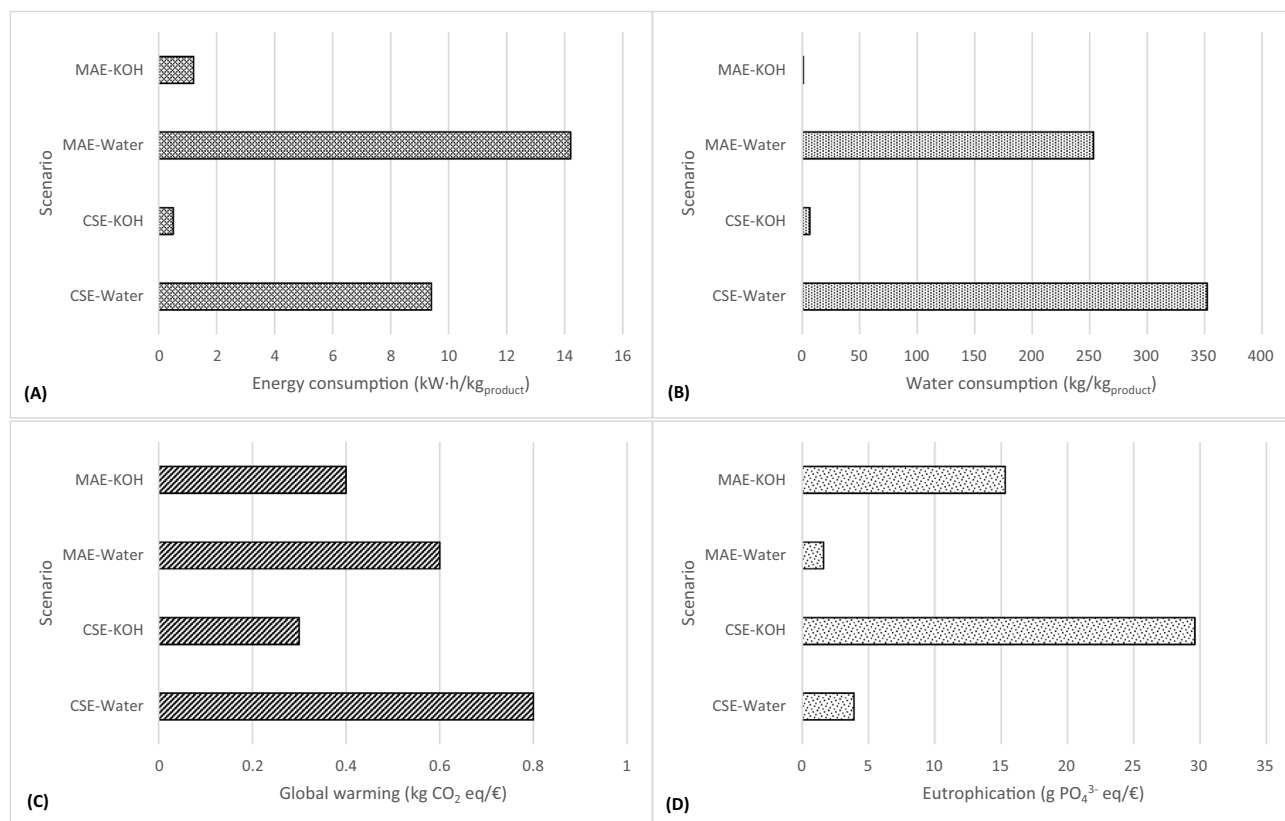 MAE-KOH
MAE-Water
CSE-KOH
CSE-Water
Scenario
0 2 4 6 8 10 12 14 16
Energy consumption (kW·h/kgproduct)
(A)
MAE-KOH
MAE-Water
CSE-KOH
CSE-Water
Scenario
0 50 100 150 200 250 300 350 400
Water consumption (kg/kgproduct)
(B)
MAE-KOH
MAE-Water
CSE-KOH
CSE-Water
Scenario
0 0.2 0.4 0.6 0.8 1
Global warming (kg CO₂ eq/€)
(C)
MAE-KOH
MAE-Water
CSE-KOH
CSE-Water
Scenario
0 5 10 15 20 25 30 35
Eutrophication (g PO₄³⁻ eq/€)
(D)